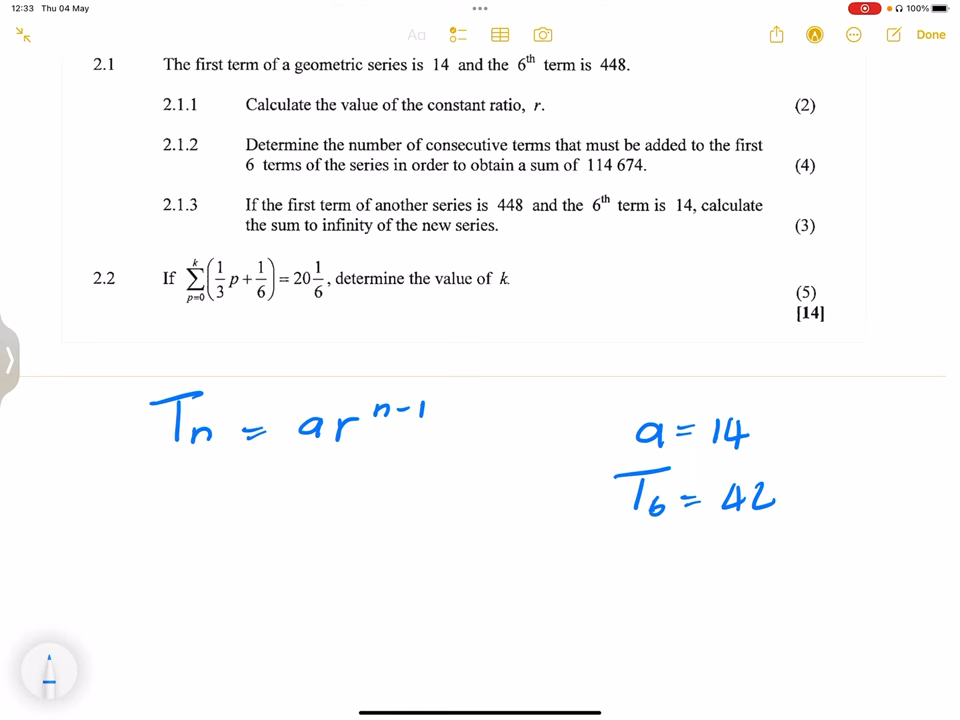 12:33 Thu 04 May
100%
Aa
Done
2.1 The first term of a geometric series is 14 and the 6th term is 448.
2.1.1 Calculate the value of the constant ratio, r. (2)
2.1.2 Determine the number of consecutive terms that must be added to the first
6 terms of the series in order to obtain a sum of 114 674. (4)
2.1.3 If the first term of another series is 448 and the 6th term is 14, calculate
the sum to infinity of the new series. (3)
2.2 If ∑_{p=0}^{k} (1/3 p + 1/6) = 20 1/6, determine the value of k. (5)
[14]
Tn = ar^{n-1}
a = 14
T6 = 42